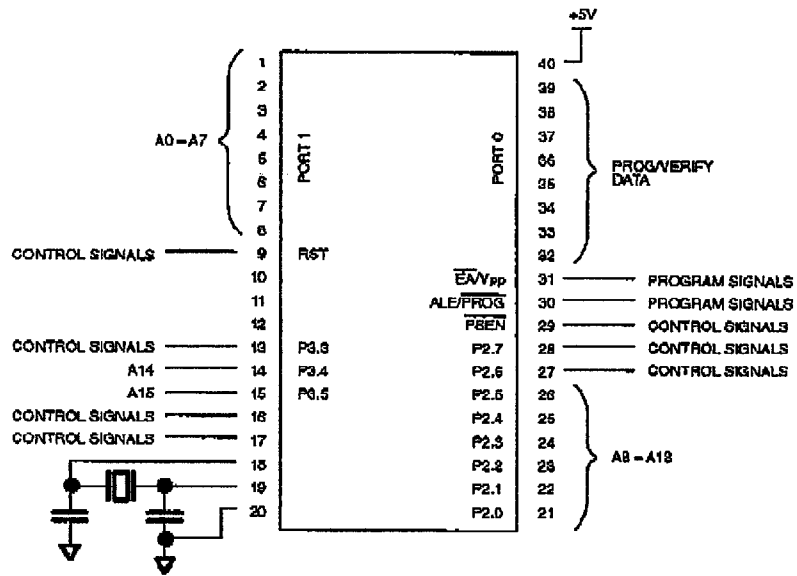 +5V
1
2
3
4
5
6
7
8
A0–A7
PORT 1
CONTROL SIGNALS 9 RST
10
11
12
CONTROL SIGNALS 13 P3.3
A14 14 P3.4
A15 15 P3.5
CONTROL SIGNALS 16
CONTROL SIGNALS 17
18
19
20
PORT 0
40
39
38
37
36
35
34
33
32
PROG/VERIFY
DATA
EA/Vpp 31 PROGRAM SIGNALS
ALE/PROG 30 PROGRAM SIGNALS
PSEN 29 CONTROL SIGNALS
P2.7 28 CONTROL SIGNALS
P2.6 27 CONTROL SIGNALS
P2.5 26
P2.4 25
P2.3 24
P2.2 23
P2.1 22
P2.0 21
A8–A13